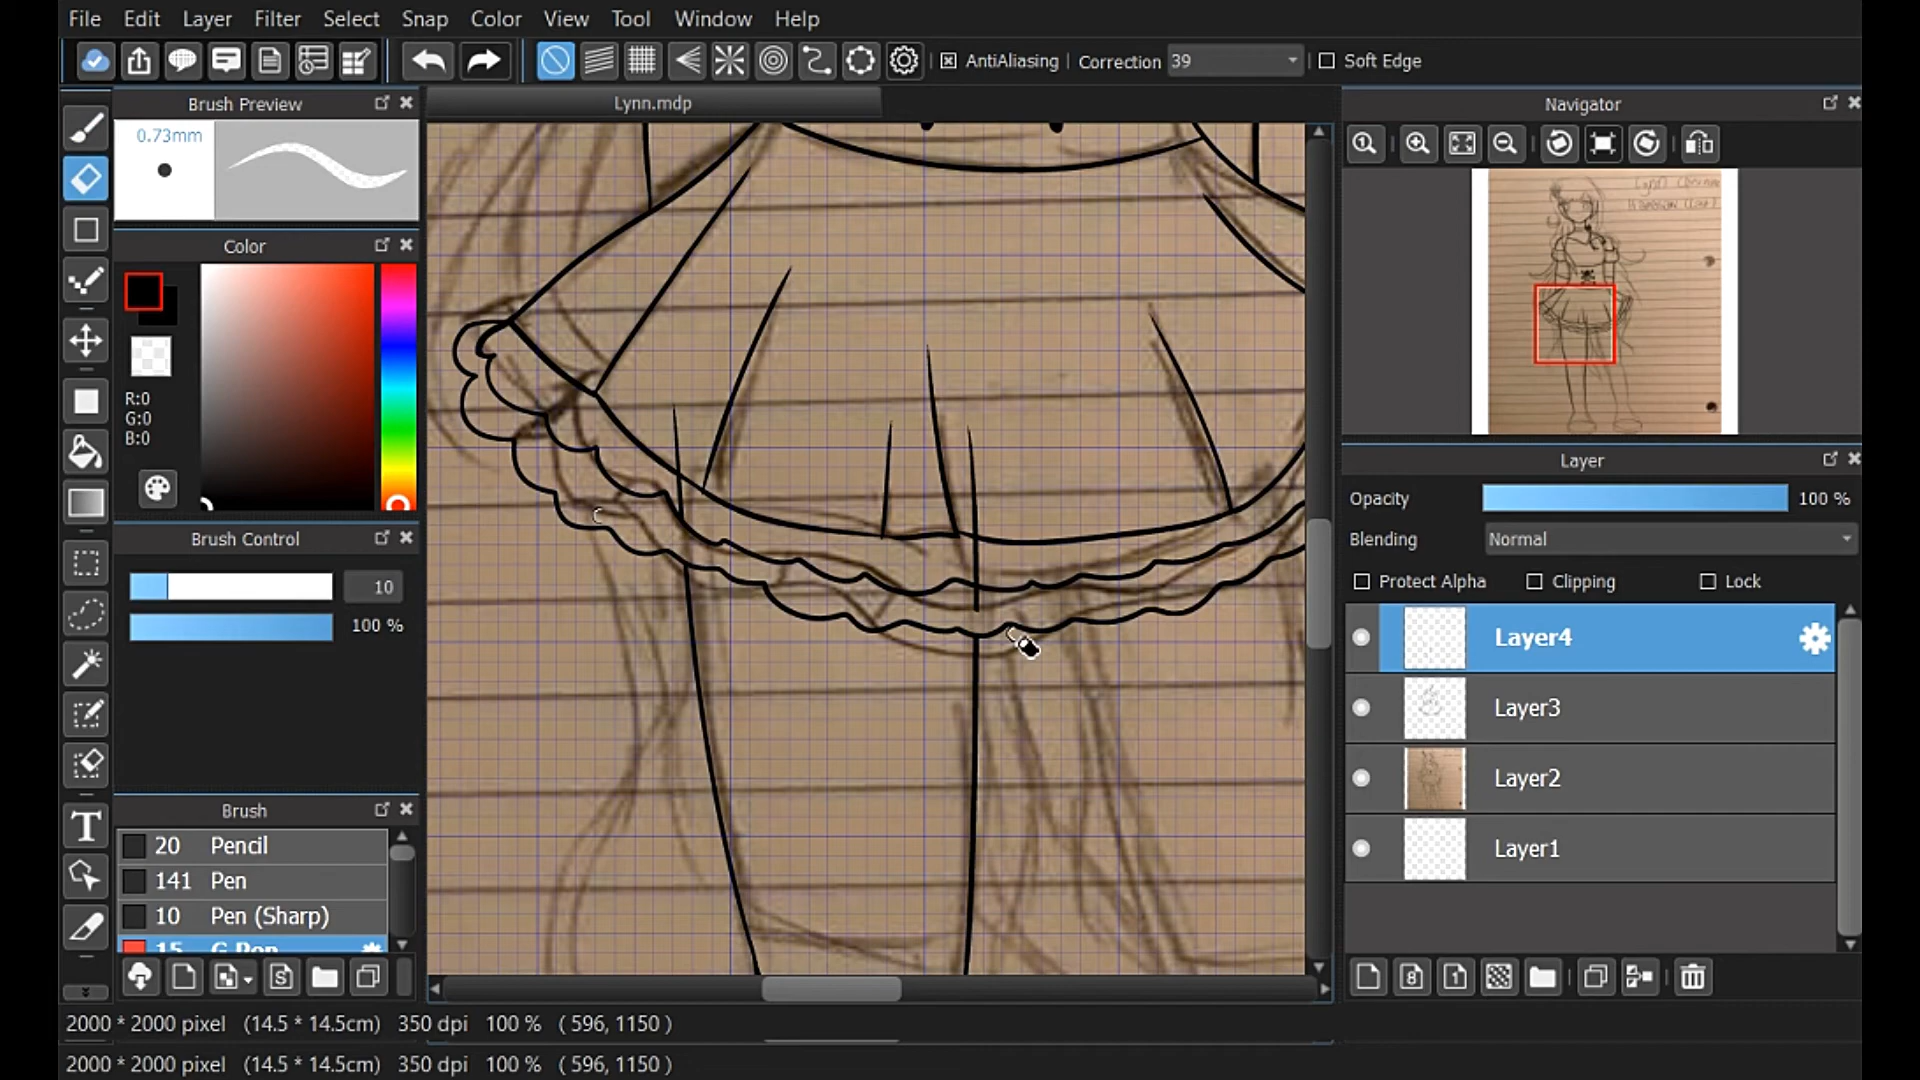 File Edit Layer Filter Select Snap Color View Tool Window Help
AntiAliasing Correction 39 Soft Edge
Brush Preview
0.73mm
Color
R:0
G:0
B:0
Brush Control
10
100 %
Brush
20 Pencil
141 Pen
10 Pen (Sharp)
15 G Pen
Lynn.mdp
Navigator
Layer
Opacity 100 %
Blending Normal
Protect Alpha Clipping Lock
Layer4
Layer3
Layer2
Layer1
2000 * 2000 pixel (14.5 * 14.5cm) 350 dpi 100 % ( 596, 1150 )
2000 * 2000 pixel (14.5 * 14.5cm) 350 dpi 100 % ( 596, 1150 )